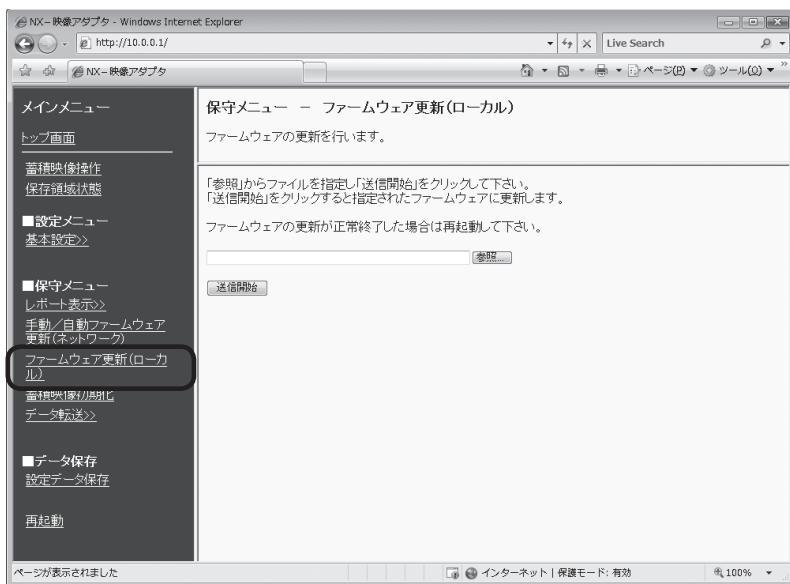 NX-映像アダプタ - Windows Internet Explorer
http://10.0.0.1/
Live Search
NX-映像アダプタ
ページ(P)
ツール(O)
メインメニュー
トップ画面
蓄積映像操作
保存領域状態
■設定メニュー
基本設定>>
■保守メニュー
レポート表示>>
手動／自動ファームウェア
更新(ネットワーク)
ファームウェア更新(ローカ
ル)
蓄積映像初期化
データ転送>>
■データ保存
設定データ保存
再起動
保守メニュー － ファームウェア更新(ローカル)
ファームウェアの更新を行います。
「参照」からファイルを指定し「送信開始」をクリックして下さい。
「送信開始」をクリックすると指定されたファームウェアに更新します。
ファームウェアの更新が正常終了した場合は再起動して下さい。
参照...
送信開始
ページが表示されました
インターネット | 保護モード: 有効
100%